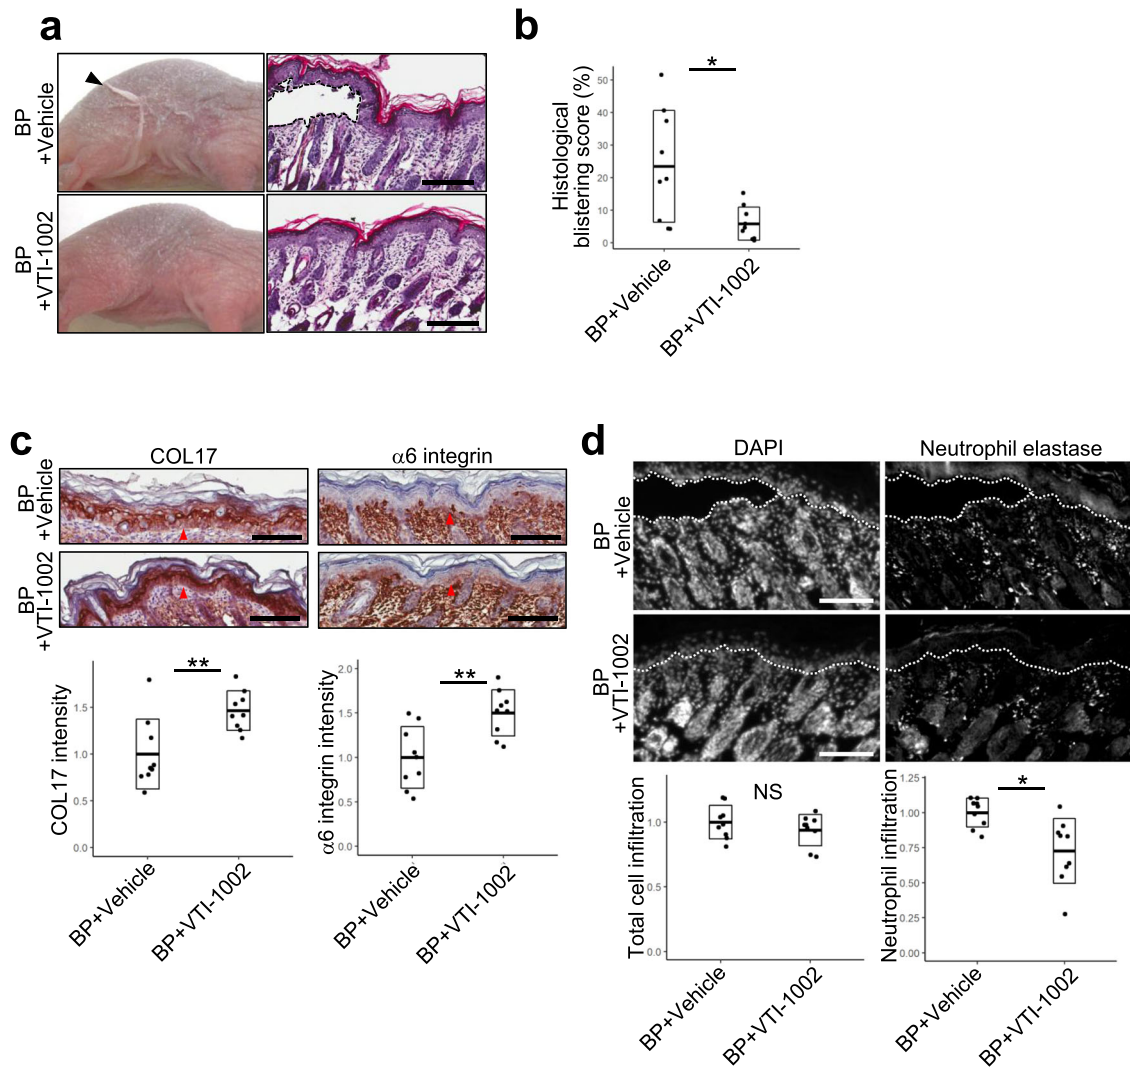 a
BP
+Vehicle
BP
+VTI-1002
b
Histological
blistering score (%)
50
40
30
20
10
0
*
BP+Vehicle
BP+VTI-1002
c
COL17
α6 integrin
BP
+Vehicle
BP
+VTI-1002
COL17 intensity
1.5
1.0
0.5
0.0
**
BP+Vehicle
BP+VTI-1002
α6 integrin intensity
2.0
1.5
1.0
0.5
0.0
**
BP+Vehicle
BP+VTI-1002
d
DAPI
Neutrophil elastase
BP
+Vehicle
BP
+VTI-1002
Total cell infiltration
1.0
0.5
0.0
NS
BP+Vehicle
BP+VTI-1002
Neutrophil infiltration
1.25
1.00
0.75
0.50
0.25
0.00
*
BP+Vehicle
BP+VTI-1002